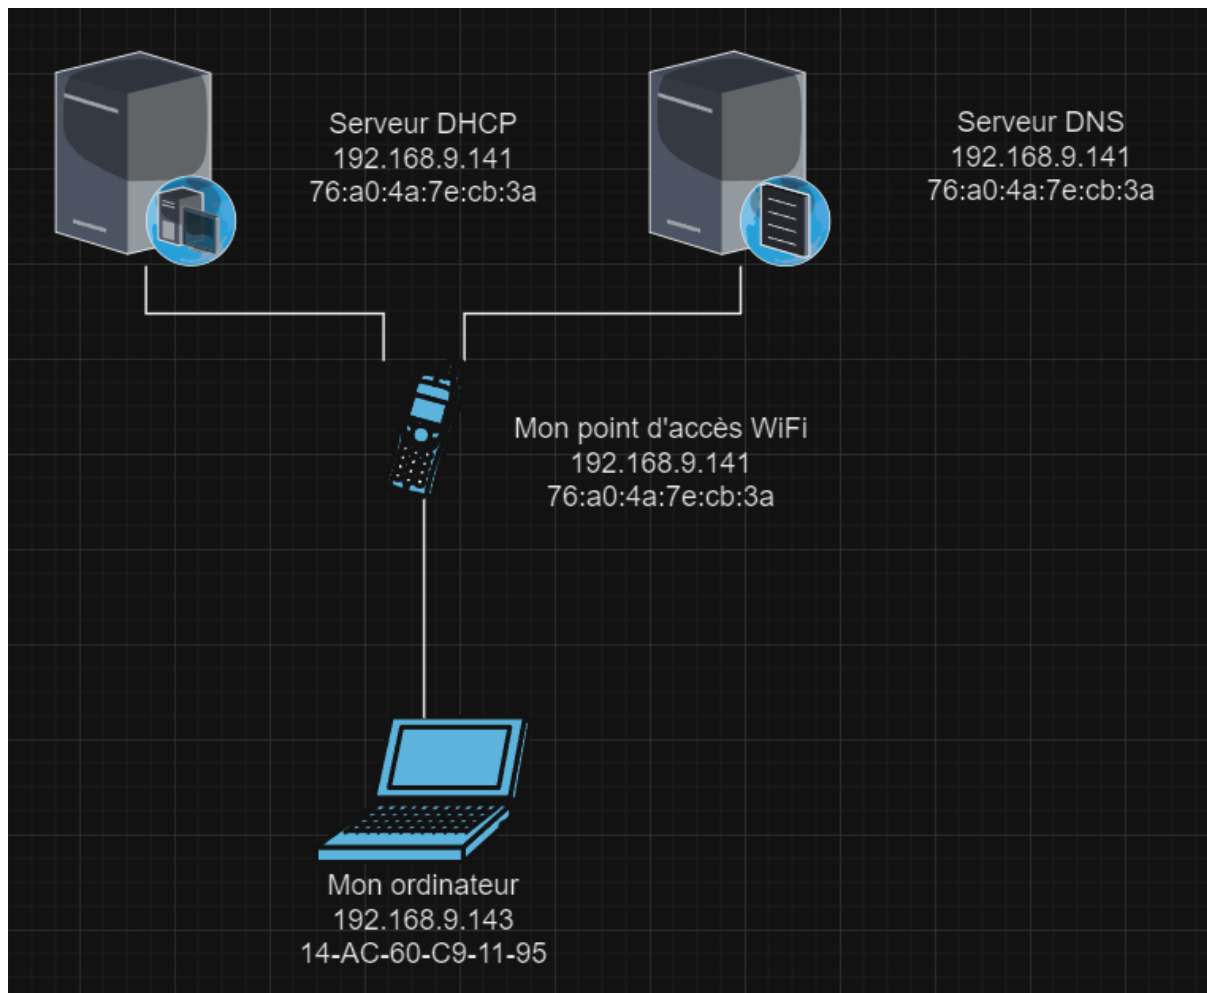 Serveur DHCP
192.168.9.141
76:a0:4a:7e:cb:3a
Serveur DNS
192.168.9.141
76:a0:4a:7e:cb:3a
Mon point d'accès WiFi
192.168.9.141
76:a0:4a:7e:cb:3a
Mon ordinateur
192.168.9.143
14-AC-60-C9-11-95